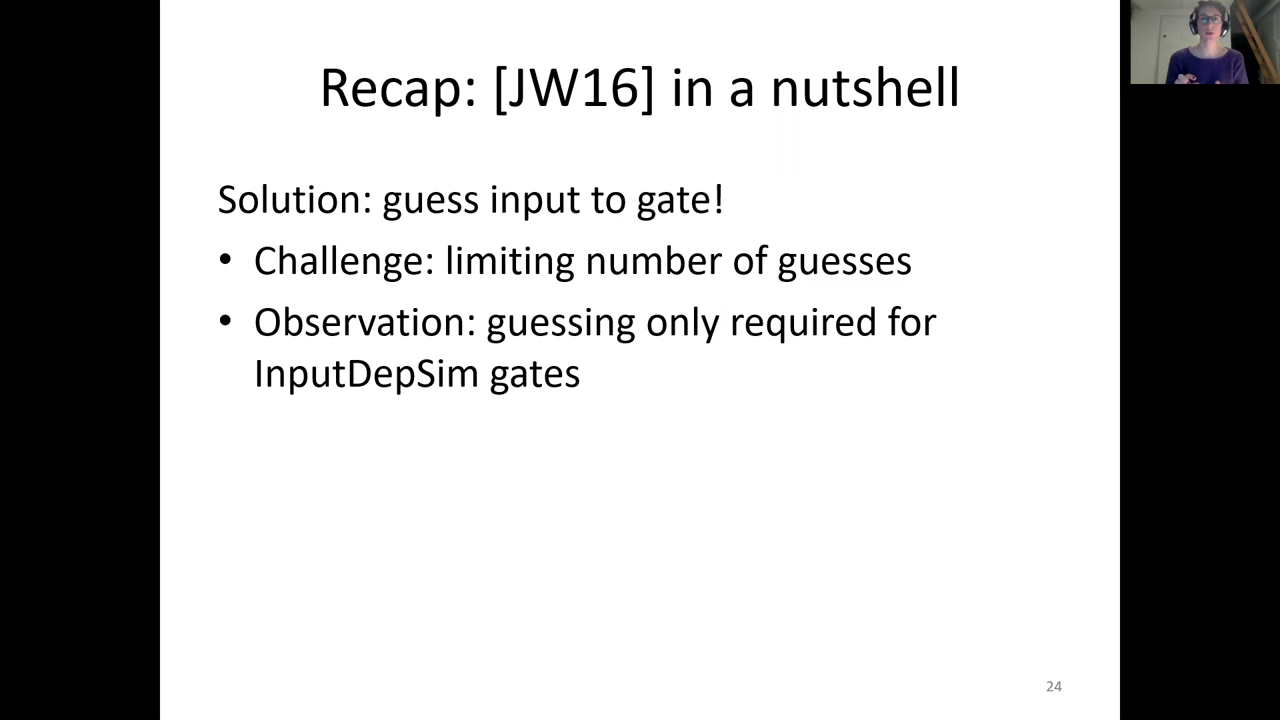 Recap: [JW16] in a nutshell
Solution: guess input to gate!
• Challenge: limiting number of guesses
• Observation: guessing only required for
InputDepSim gates
24